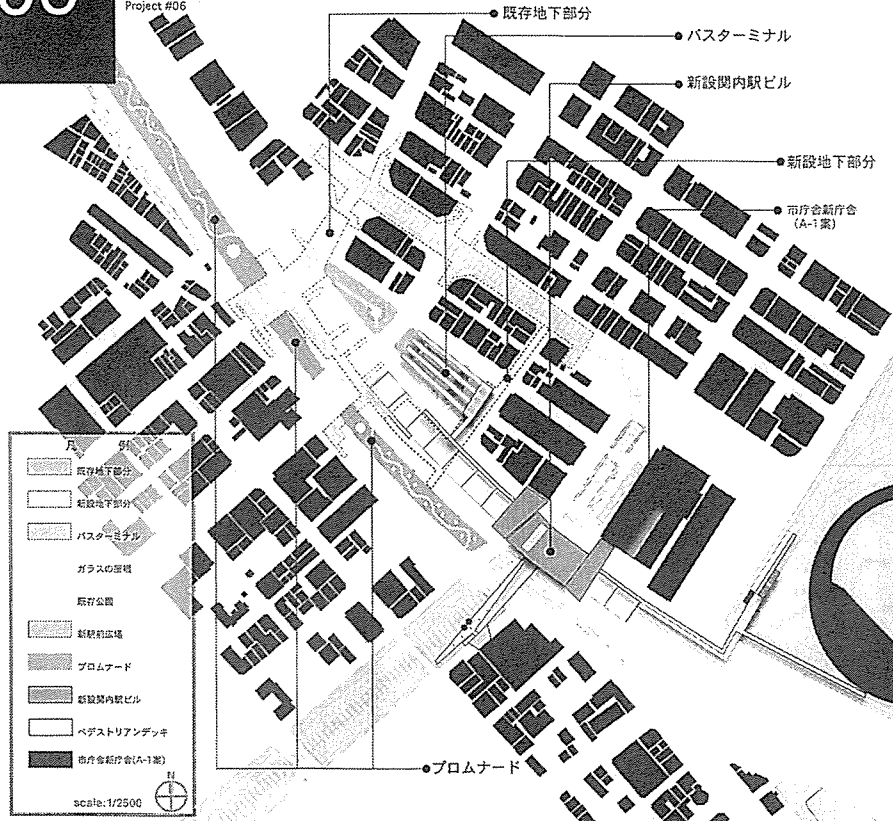 Project #06
既存地下部分
バスターミナル
新設関内駅ビル
新設地下部分
市庁舎新庁舎
(A-1案)
凡 例
既存地下部分
新設地下部分
バスターミナル
ガラスの屋根
既存公園
新駅前広場
プロムナード
新設関内駅ビル
ペデストリアンデッキ
市庁舎新庁舎(A-1案)
N
scale:1/2500
プロムナード